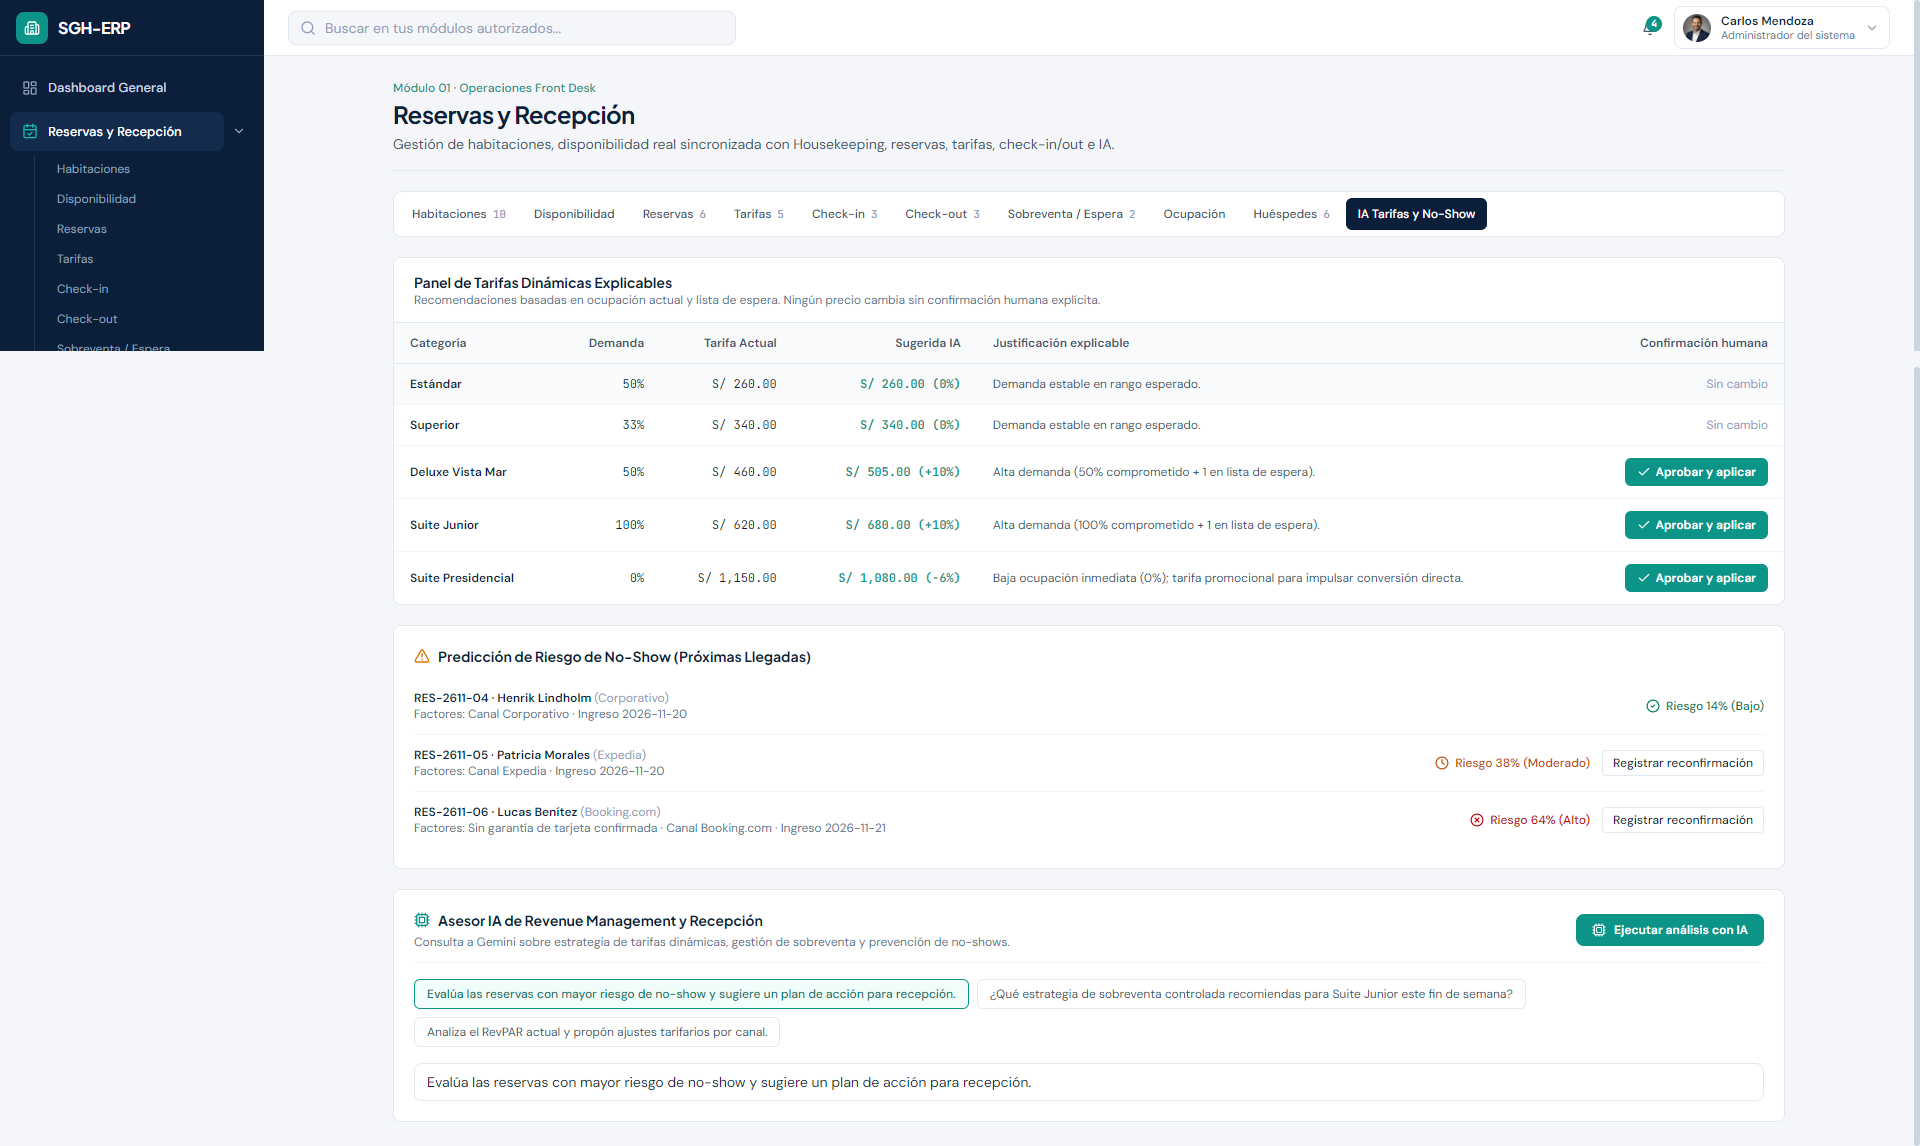 SGH-ERP
Buscar en tus módulos autorizados...
4
Carlos Mendoza
Administrador del sistema
Dashboard General
Reservas y Recepción
Habitaciones
Disponibilidad
Reservas
Tarifas
Check-in
Check-out
Sobreventa / Espera
Módulo 01 · Operaciones Front Desk
Reservas y Recepción
Gestión de habitaciones, disponibilidad real sincronizada con Housekeeping, reservas, tarifas, check-in/out e IA.
Habitaciones 10 Disponibilidad Reservas 6 Tarifas 5 Check-in 3 Check-out 3 Sobreventa / Espera 2 Ocupación Huéspedes 6 IA Tarifas y No-Show
Panel de Tarifas Dinámicas Explicables
Recomendaciones basadas en ocupación actual y lista de espera. Ningún precio cambia sin confirmación humana explícita.
Categoría Demanda Tarifa Actual Sugerida IA Justificación explicable Confirmación humana
Estándar 50% S/ 260.00 S/ 260.00 (0%) Demanda estable en rango esperado. Sin cambio
Superior 33% S/ 340.00 S/ 340.00 (0%) Demanda estable en rango esperado. Sin cambio
Deluxe Vista Mar 50% S/ 460.00 S/ 505.00 (+10%) Alta demanda (50% comprometido + 1 en lista de espera). Aprobar y aplicar
Suite Junior 100% S/ 620.00 S/ 680.00 (+10%) Alta demanda (100% comprometido + 1 en lista de espera). Aprobar y aplicar
Suite Presidencial 0% S/ 1,150.00 S/ 1,080.00 (-6%) Baja ocupación inmediata (0%); tarifa promocional para impulsar conversión directa. Aprobar y aplicar
Predicción de Riesgo de No-Show (Próximas Llegadas)
RES-2611-04 · Henrik Lindholm (Corporativo)
Factores: Canal Corporativo · Ingreso 2026-11-20
Riesgo 14% (Bajo)
RES-2611-05 · Patricia Morales (Expedia)
Factores: Canal Expedia · Ingreso 2026-11-20
Riesgo 38% (Moderado) Registrar reconfirmación
RES-2611-06 · Lucas Benítez (Booking.com)
Factores: Sin garantía de tarjeta confirmada · Canal Booking.com · Ingreso 2026-11-21
Riesgo 64% (Alto) Registrar reconfirmación
Asesor IA de Revenue Management y Recepción
Consulta a Gemini sobre estrategia de tarifas dinámicas, gestión de sobreventa y prevención de no-shows.
Ejecutar análisis con IA
Evalúa las reservas con mayor riesgo de no-show y sugiere un plan de acción para recepción.
¿Qué estrategia de sobreventa controlada recomiendas para Suite Junior este fin de semana?
Analiza el RevPAR actual y propón ajustes tarifarios por canal.
Evalúa las reservas con mayor riesgo de no-show y sugiere un plan de acción para recepción.